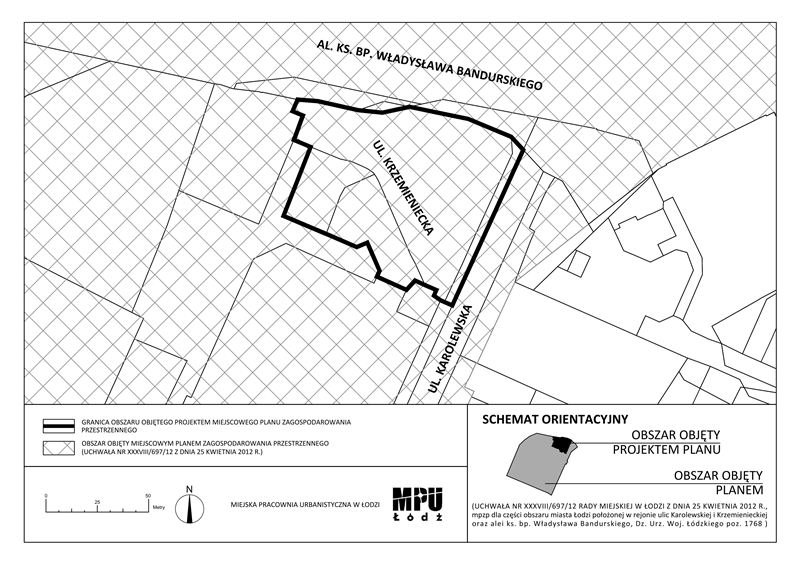 AL. KS. BP. WŁADYSŁAWA BANDURSKIEGO
UL. KRZEMIENIECKA
UL. KAROLEWSKA
GRANICA OBSZARU OBJĘTEGO PROJEKTEM MIEJSCOWEGO PLANU ZAGOSPODAROWANIA
PRZESTRZENNEGO
OBSZAR OBJĘTY MIEJSCOWYM PLANEM ZAGOSPODAROWANIA PRZESTRZENNEGO
(UCHWAŁA NR XXXVIII/697/12 Z DNIA 25 KWIETNIA 2012 R.)
0 25 50 Metry
N
MIEJSKA PRACOWNIA URBANISTYCZNA W ŁODZI
MPU
Łódź
SCHEMAT ORIENTACYJNY
OBSZAR OBJĘTY
PROJEKTEM PLANU
OBSZAR OBJĘTY
PLANEM
(UCHWAŁA NR XXXVIII/697/12 RADY MIEJSKIEJ W ŁODZI Z DNIA 25 KWIETNIA 2012 R.,
mpzp dla części obszaru miasta Łodzi położonej w rejonie ulic Karolewskiej i Krzemienieckiej
oraz alei ks. bp. Władysława Bandurskiego, Dz. Urz. Woj. Łódzkiego poz. 1768 )